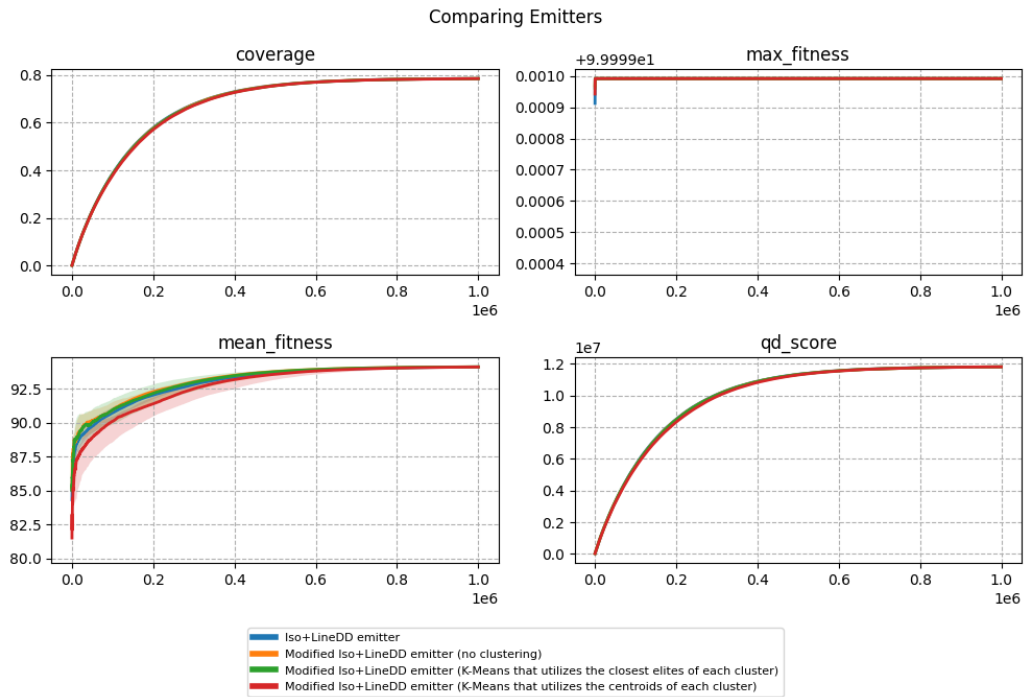 Comparing Emitters
coverage
0.8
0.6
0.4
0.2
0.0
0.0 0.2 0.4 0.6 0.8 1.0
1e6
max_fitness
+9.9999e1
0.0010
0.0009
0.0008
0.0007
0.0006
0.0005
0.0004
0.0 0.2 0.4 0.6 0.8 1.0
1e6
mean_fitness
92.5
90.0
87.5
85.0
82.5
80.0
0.0 0.2 0.4 0.6 0.8 1.0
1e6
qd_score
1e7
1.2
1.0
0.8
0.6
0.4
0.2
0.0
0.0 0.2 0.4 0.6 0.8 1.0
1e6
Iso+LineDD emitter
Modified Iso+LineDD emitter (no clustering)
Modified Iso+LineDD emitter (K-Means that utilizes the closest elites of each cluster)
Modified Iso+LineDD emitter (K-Means that utilizes the centroids of each cluster)